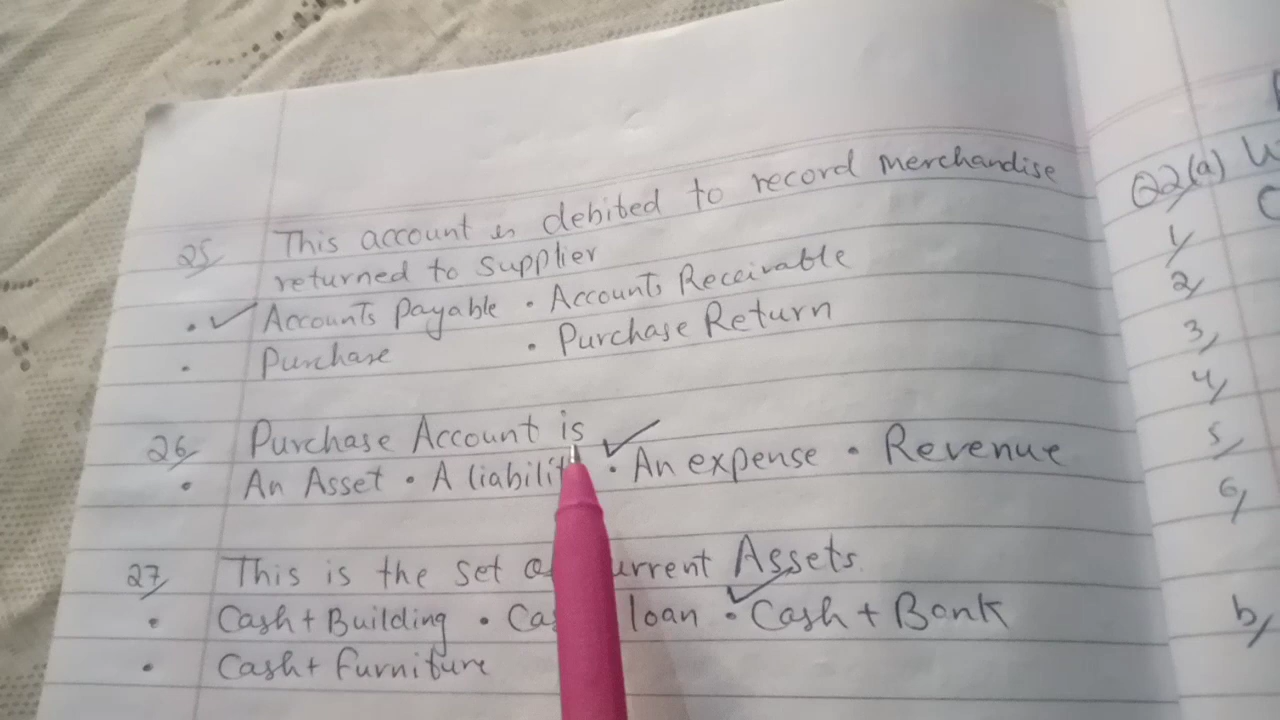 25/ This account is debited to record merchandise
returned to supplier
• ✓ Accounts Payable • Accounts Receivable
• Purchase • Purchase Return
26/ Purchase Account is
• An Asset • A liabilit • ✓ An expense • Revenue
27/ This is the set urrent Assets.
• Cash + Building • loan • ✓ Cash + Bank
• Cash + furniture
Q2(a)
1/
2/
3/
4/
5/
6/
b/